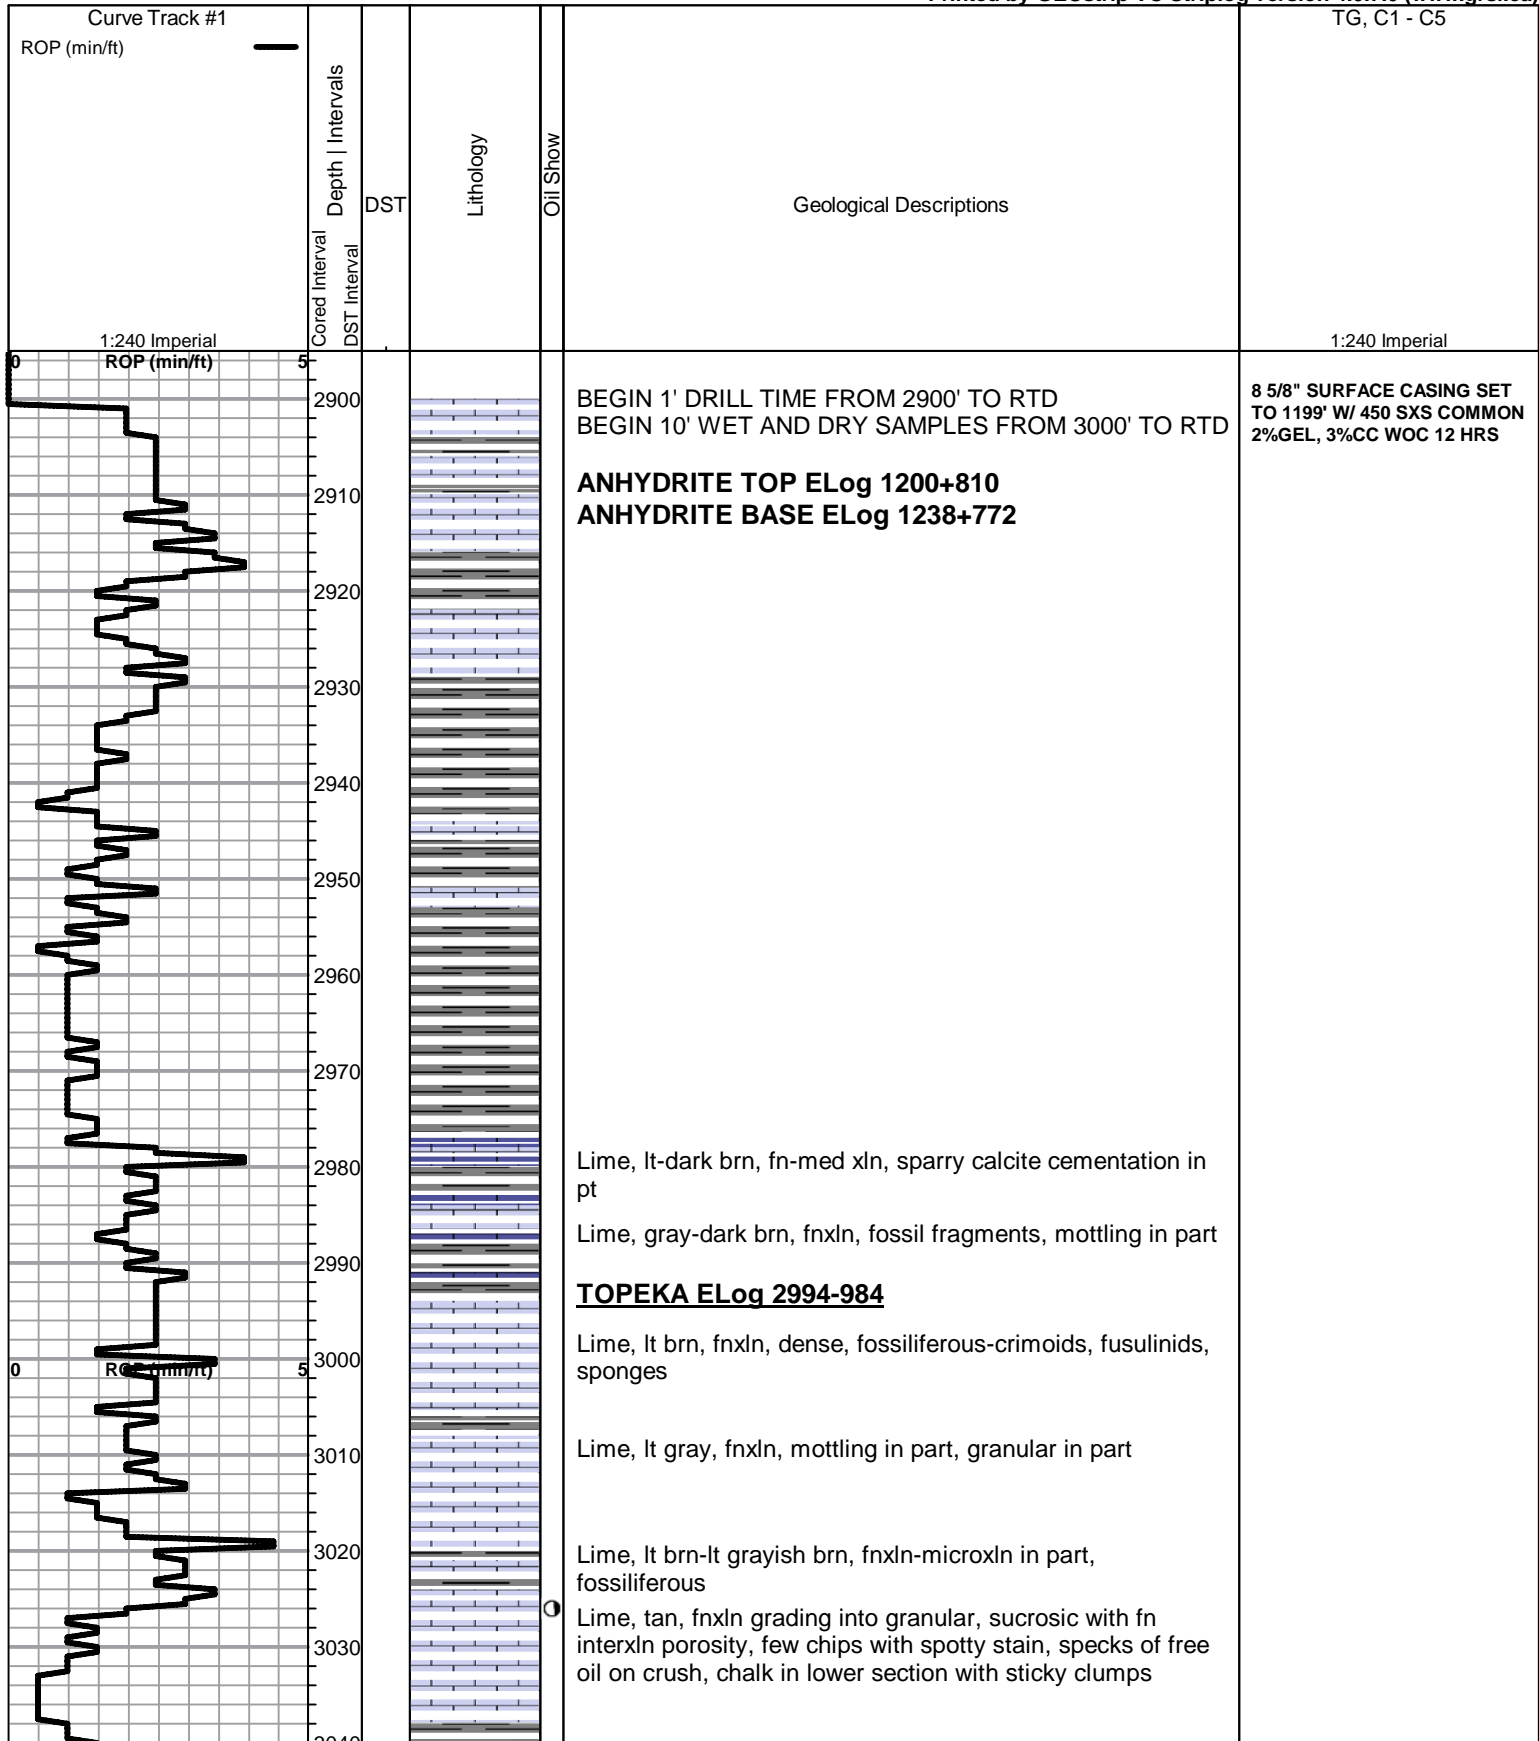 Curve Track #1
ROP (min/ft)
1:240 Imperial
Cored Interval
Depth | Intervals
DST Interval
DST
Lithology
Oil Show
Geological Descriptions
TG, C1 - C5
1:240 Imperial
0 ROP (min/ft) 5
2900
2910
2920
2930
2940
2950
2960
2970
2980
2990
3000
0 ROP (min/ft) 5
3010
3020
3030
3040
BEGIN 1' DRILL TIME FROM 2900' TO RTD
BEGIN 10' WET AND DRY SAMPLES FROM 3000' TO RTD
ANHYDRITE TOP ELog 1200+810
ANHYDRITE BASE ELog 1238+772
Lime, lt-dark brn, fn-med xln, sparry calcite cementation in
pt
Lime, gray-dark brn, fnxln, fossil fragments, mottling in part
TOPEKA ELog 2994-984
Lime, lt brn, fnxln, dense, fossiliferous-crimoids, fusulinids,
sponges
Lime, lt gray, fnxln, mottling in part, granular in part
Lime, lt brn-lt grayish brn, fnxln-microxln in part,
fossiliferous
Lime, tan, fnxln grading into granular, sucrosic with fn
interxln porosity, few chips with spotty stain, specks of free
oil on crush, chalk in lower section with sticky clumps
8 5/8" SURFACE CASING SET
TO 1199' W/ 450 SXS COMMON
2%GEL, 3%CC WOC 12 HRS